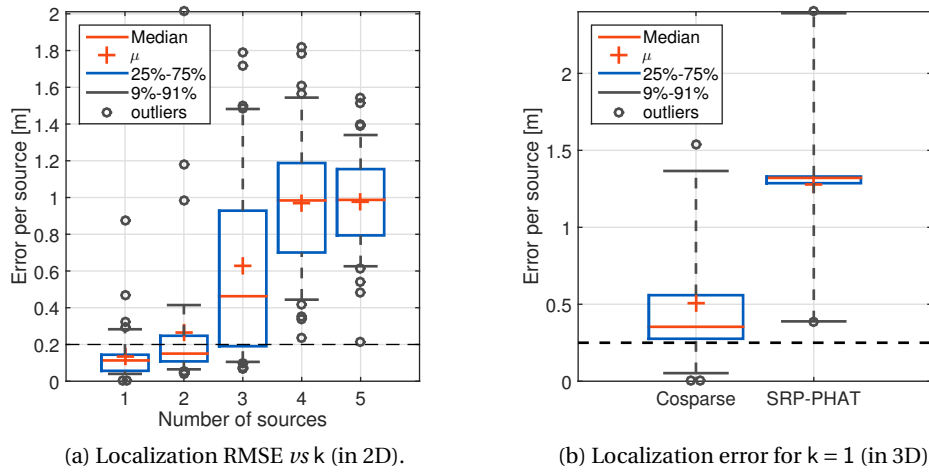 2
1.8
1.6
1.4
1.2
1
0.8
0.6
0.4
0.2
0
Error per source [m]
Median
μ
25%-75%
9%-91%
outliers
1 2 3 4 5
Number of sources
(a) Localization RMSE vs k (in 2D).
2
1.5
1
0.5
0
Error per source [m]
Median
μ
25%-75%
9%-91%
outliers
Cosparse SRP-PHAT
(b) Localization error for k = 1 (in 3D)